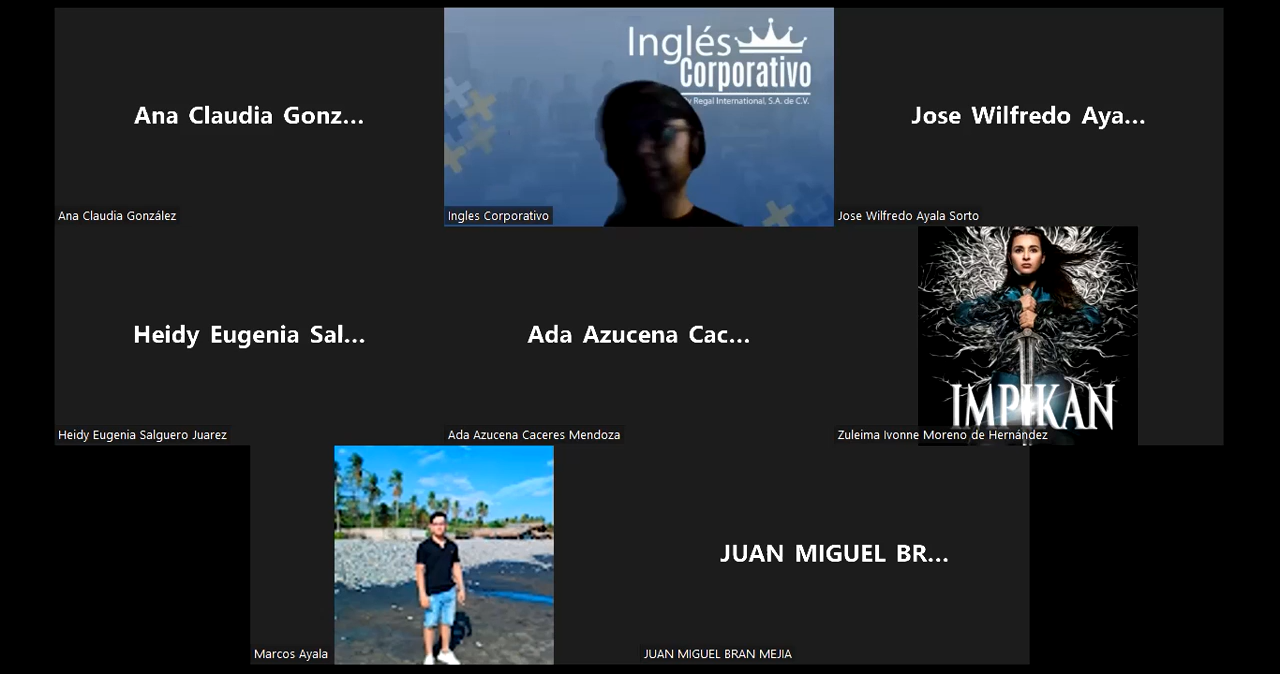 Ana Claudia Gonz...
Ana Claudia González
Inglés
Corporativo
y Regal International, S.A. de C.V.
Ingles Corporativo
Jose Wilfredo Aya...
Jose Wilfredo Ayala Sorto
Heidy Eugenia Sal...
Heidy Eugenia Salguero Juarez
Ada Azucena Cac...
Ada Azucena Caceres Mendoza
IMPIKAN
Zuleima Ivonne Moreno de Hernández
Marcos Ayala
JUAN MIGUEL BR...
JUAN MIGUEL BRAN MEJIA